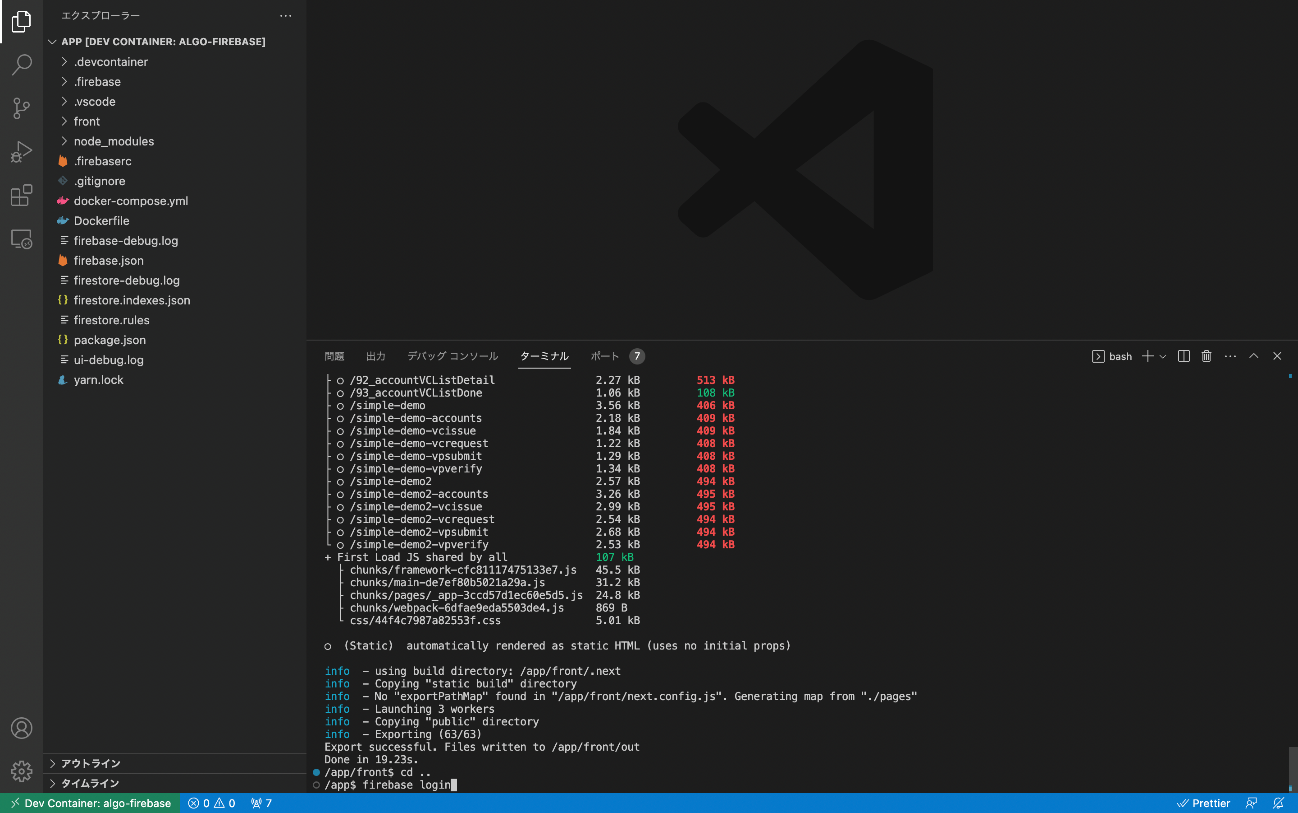 エクスプローラー
APP [DEV CONTAINER: ALGO-FIREBASE]
.devcontainer
.firebase
.vscode
front
node_modules
.firebaserc
.gitignore
docker-compose.yml
Dockerfile
firebase-debug.log
firebase.json
firestore-debug.log
firestore.indexes.json
firestore.rules
package.json
ui-debug.log
yarn.lock
アウトライン
タイムライン
問題 出力 デバッグ コンソール ターミナル ポート 7 bash
├ ○ /92_accountVCListDetail 2.27 kB 513 kB
├ ○ /93_accountVCListDone 1.06 kB 108 kB
├ ○ /simple-demo 3.56 kB 406 kB
├ ○ /simple-demo-accounts 2.18 kB 409 kB
├ ○ /simple-demo-vcissue 1.84 kB 409 kB
├ ○ /simple-demo-vcrequest 1.22 kB 408 kB
├ ○ /simple-demo-vpsubmit 1.29 kB 408 kB
├ ○ /simple-demo-vpverify 1.34 kB 408 kB
├ ○ /simple-demo2 2.57 kB 494 kB
├ ○ /simple-demo2-accounts 3.26 kB 495 kB
├ ○ /simple-demo2-vcissue 2.99 kB 495 kB
├ ○ /simple-demo2-vcrequest 2.54 kB 494 kB
├ ○ /simple-demo2-vpsubmit 2.68 kB 494 kB
└ ○ /simple-demo2-vpverify 2.53 kB 494 kB
+ First Load JS shared by all 107 kB
├ chunks/framework-cfc81117475133e7.js 45.5 kB
├ chunks/main-de7ef80b5021a29a.js 31.2 kB
├ chunks/pages/_app-3ccd57d1ec60e5d5.js 24.8 kB
├ chunks/webpack-6dfae9eda5503de4.js 869 B
└ css/44f4c7987a82553f.css 5.01 kB
○ (Static) automatically rendered as static HTML (uses no initial props)
info - using build directory: /app/front/.next
info - Copying "static build" directory
info - No "exportPathMap" found in "/app/front/next.config.js". Generating map from "./pages"
info - Launching 3 workers
info - Copying "public" directory
info - Exporting (63/63)
Export successful. Files written to /app/front/out
Done in 19.23s.
/app/front$ cd ..
/app$ firebase login
Dev Container: algo-firebase 0 0 7 Prettier